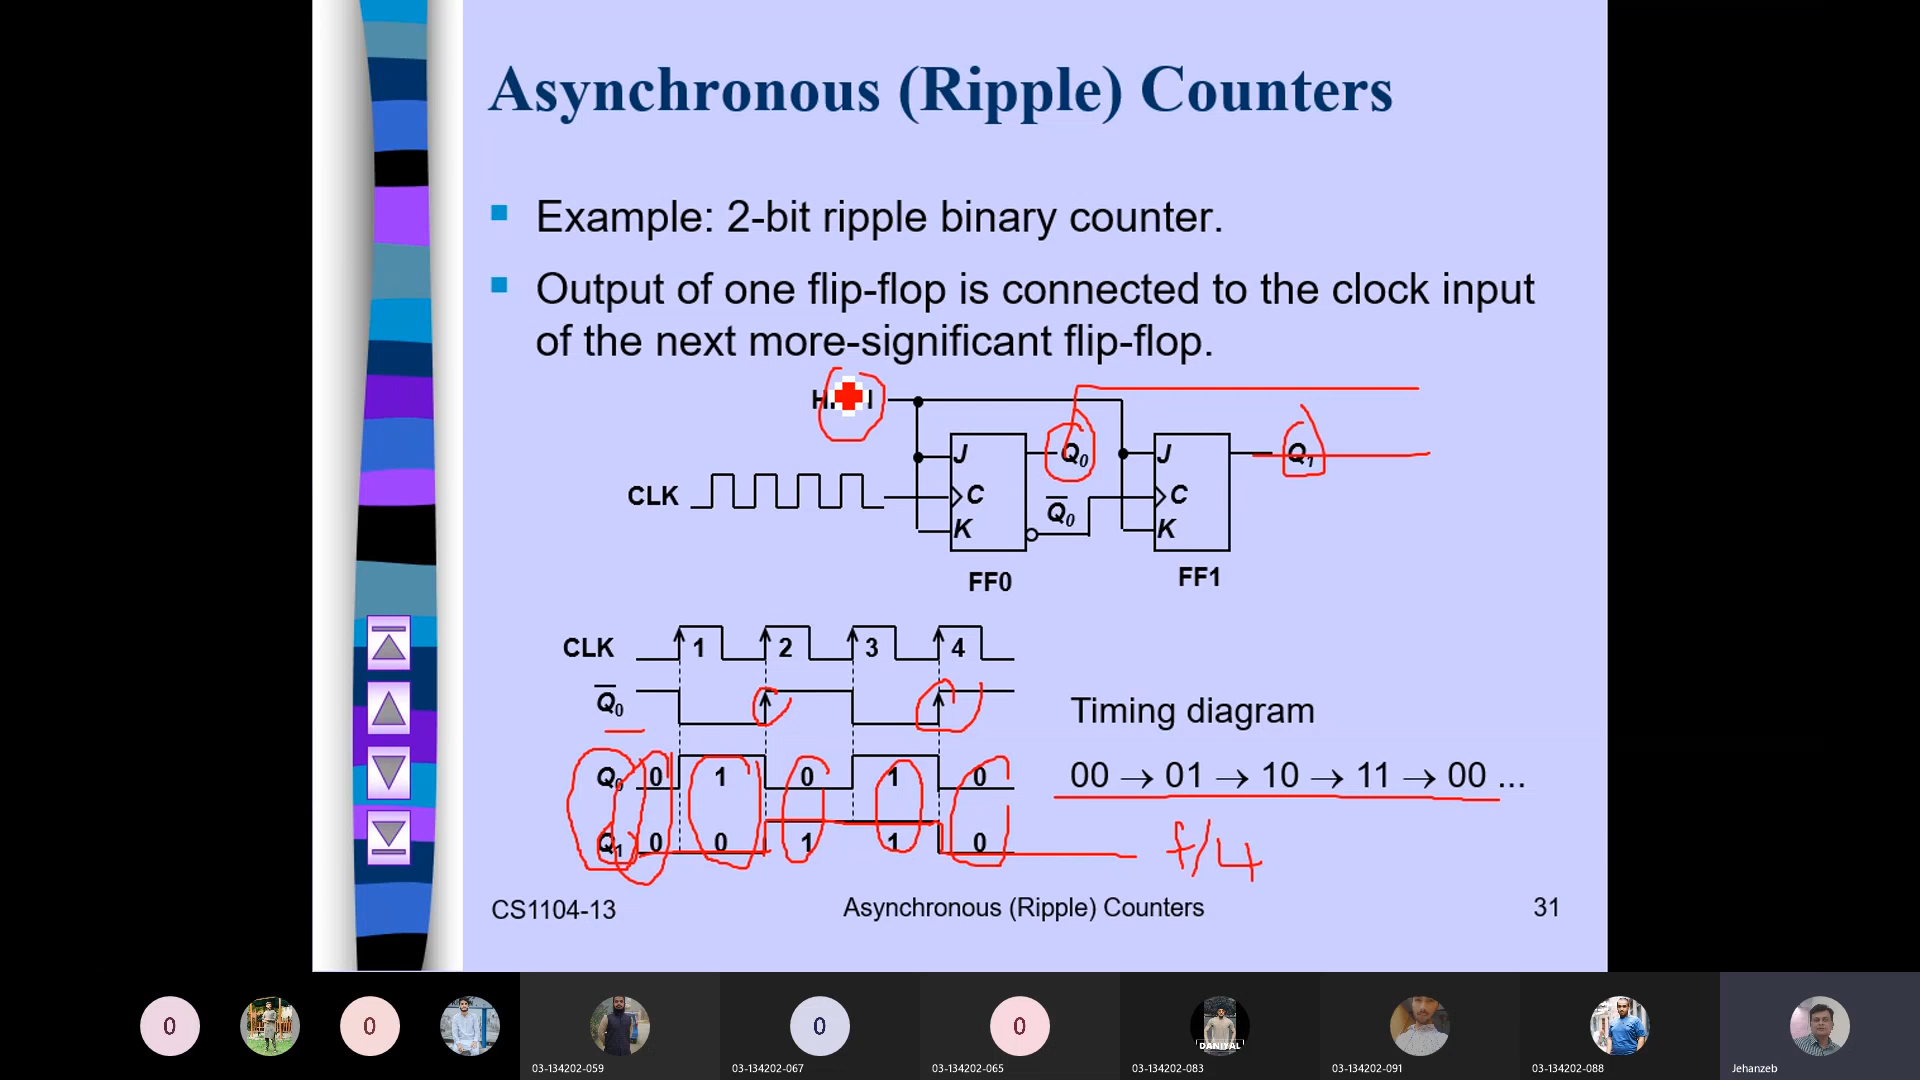 Asynchronous (Ripple) Counters
Example: 2-bit ripple binary counter.
Output of one flip-flop is connected to the clock input
of the next more-significant flip-flop.
J Q0 J Q1
CLK C C
Q̅0
K K
FF0 FF1
CLK 1 2 3 4
Q̅0
Timing diagram
Q0 0 1 0 1 0
00 → 01 → 10 → 11 → 00 ...
Q1 0 0 1 1 0
f/4
CS1104-13 Asynchronous (Ripple) Counters 31
0 0 0 0
DANIYAL
03-134202-059 03-134202-067 03-134202-065 03-134202-083 03-134202-091 03-134202-088 Jehanzeb